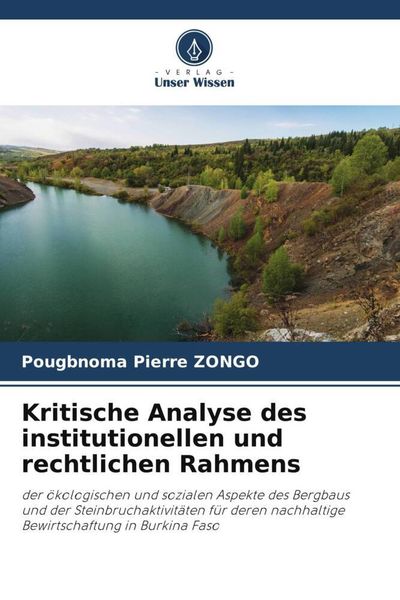 - VERLAG -
Unser Wissen
Pougbnoma Pierre ZONGO
Kritische Analyse des
institutionellen und
rechtlichen Rahmens
der ökologischen und sozialen Aspekte des Bergbaus
und der Steinbruchaktivitäten für deren nachhaltige
Bewirtschaftung in Burkina Faso